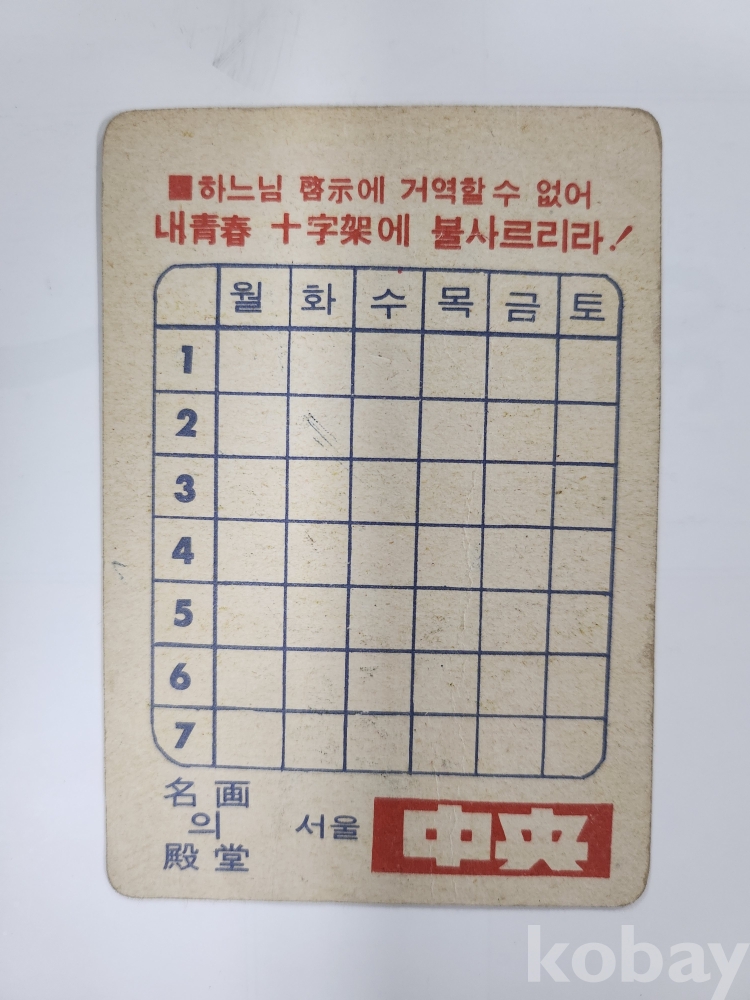 ■하느님 啓示에 거역할 수 없어
내青春 十字架에 불사르리라!
월 화 수 목 금 토
1
2
3
4
5
6
7
名画
의
殿堂
서울
中央
kobay